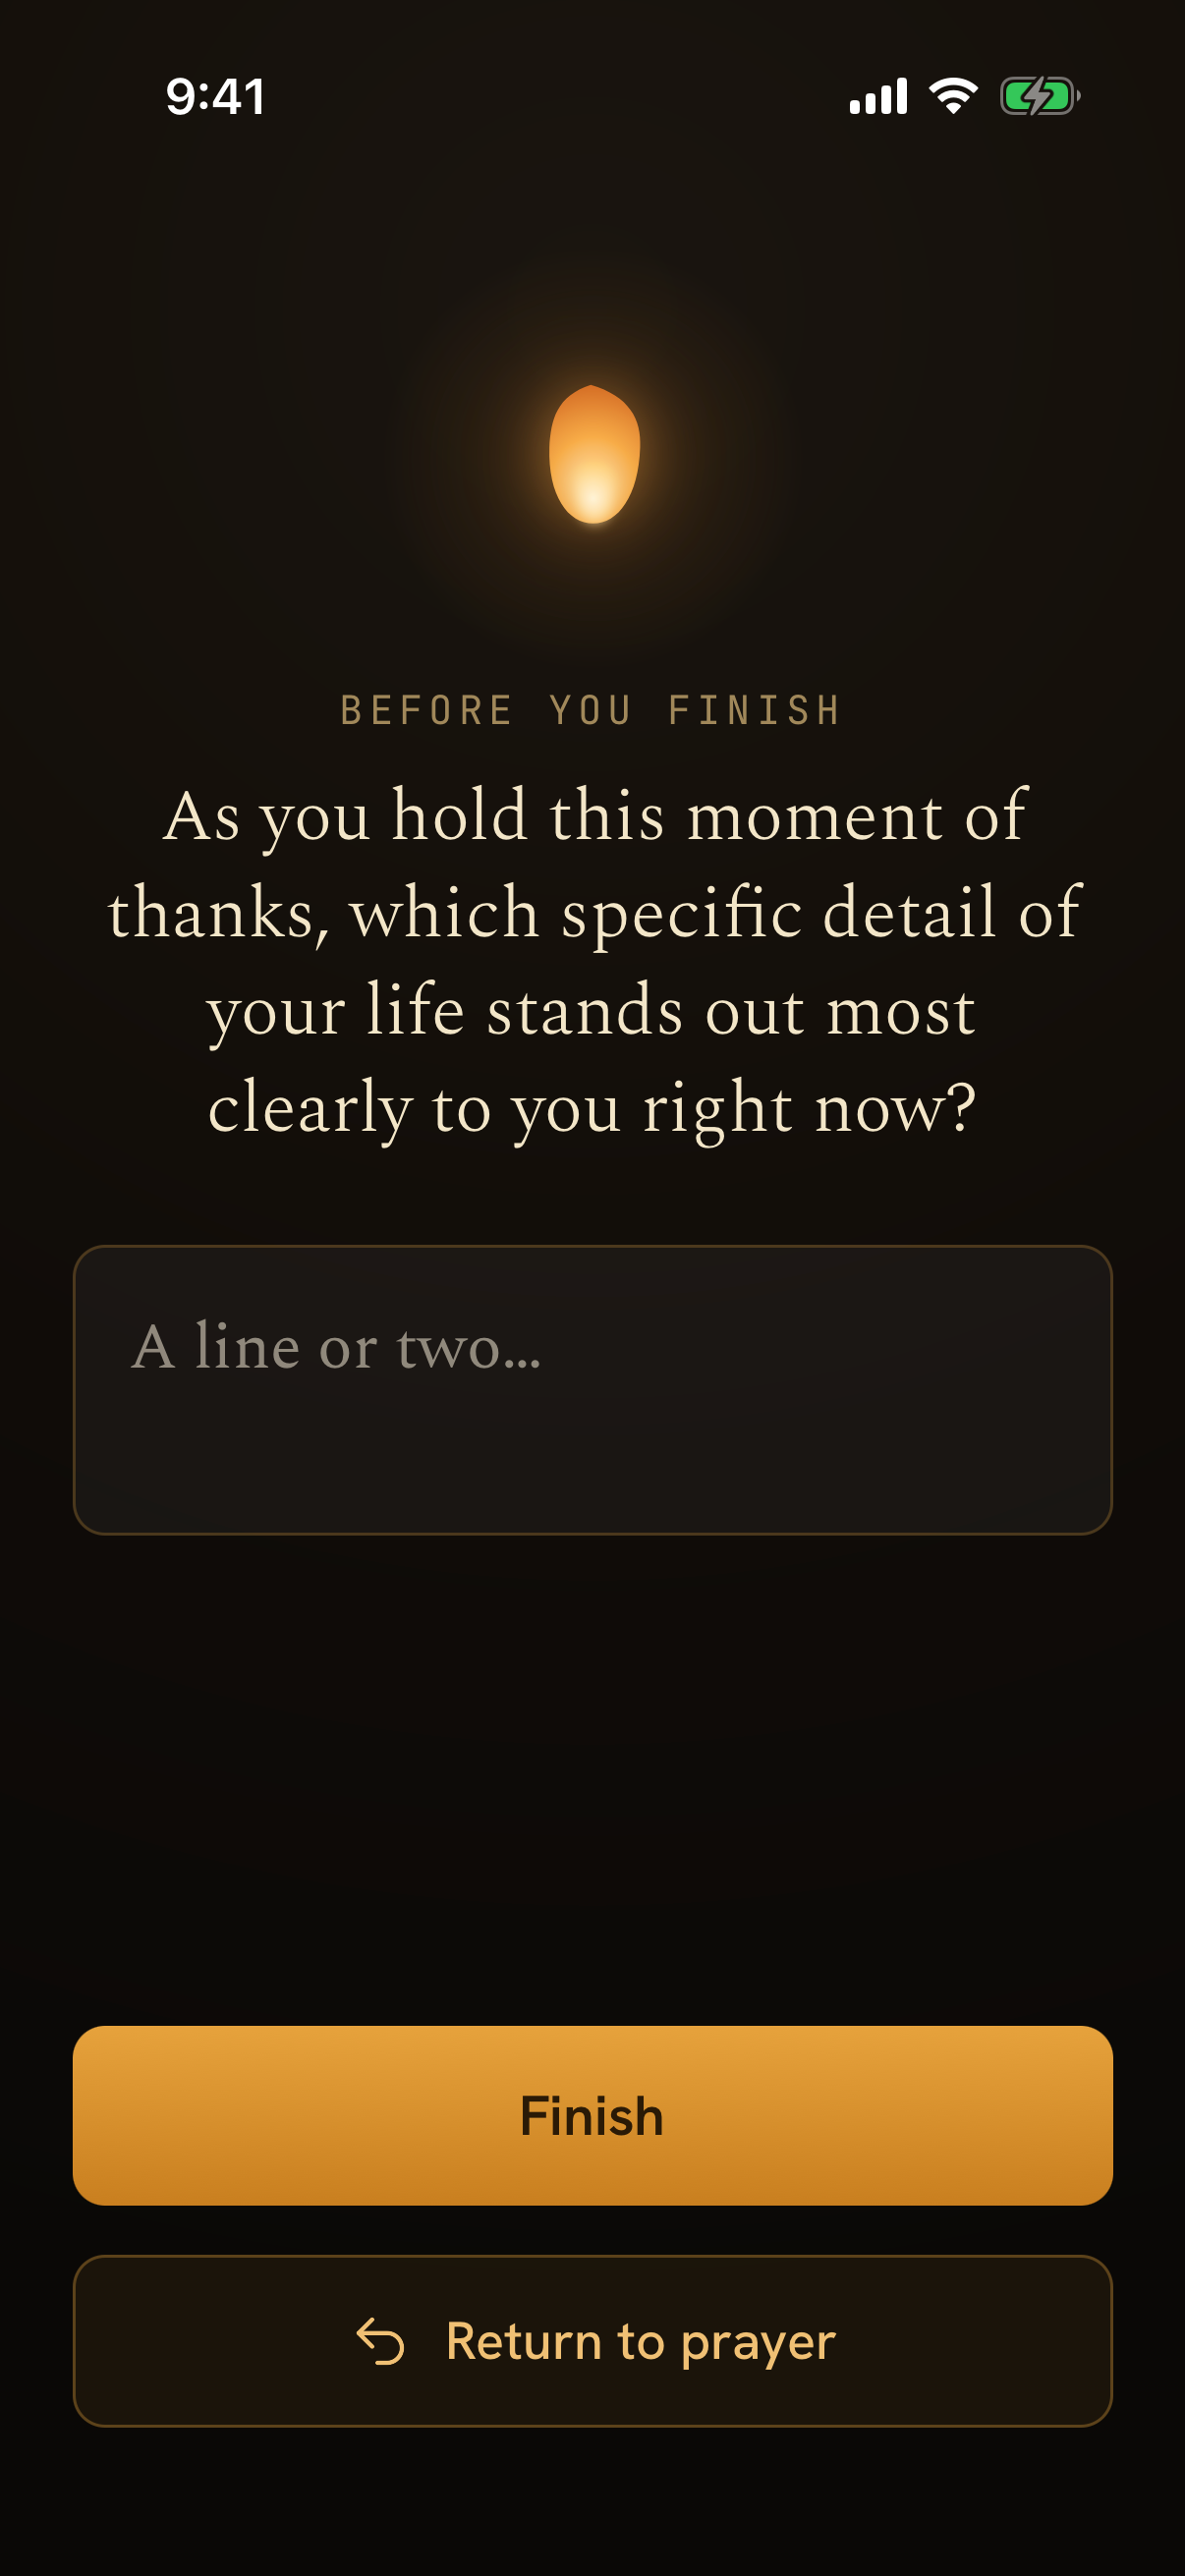 9:41
BEFORE YOU FINISH
As you hold this moment of
thanks, which specific detail of
your life stands out most
clearly to you right now?
A line or two...
Finish
Return to prayer